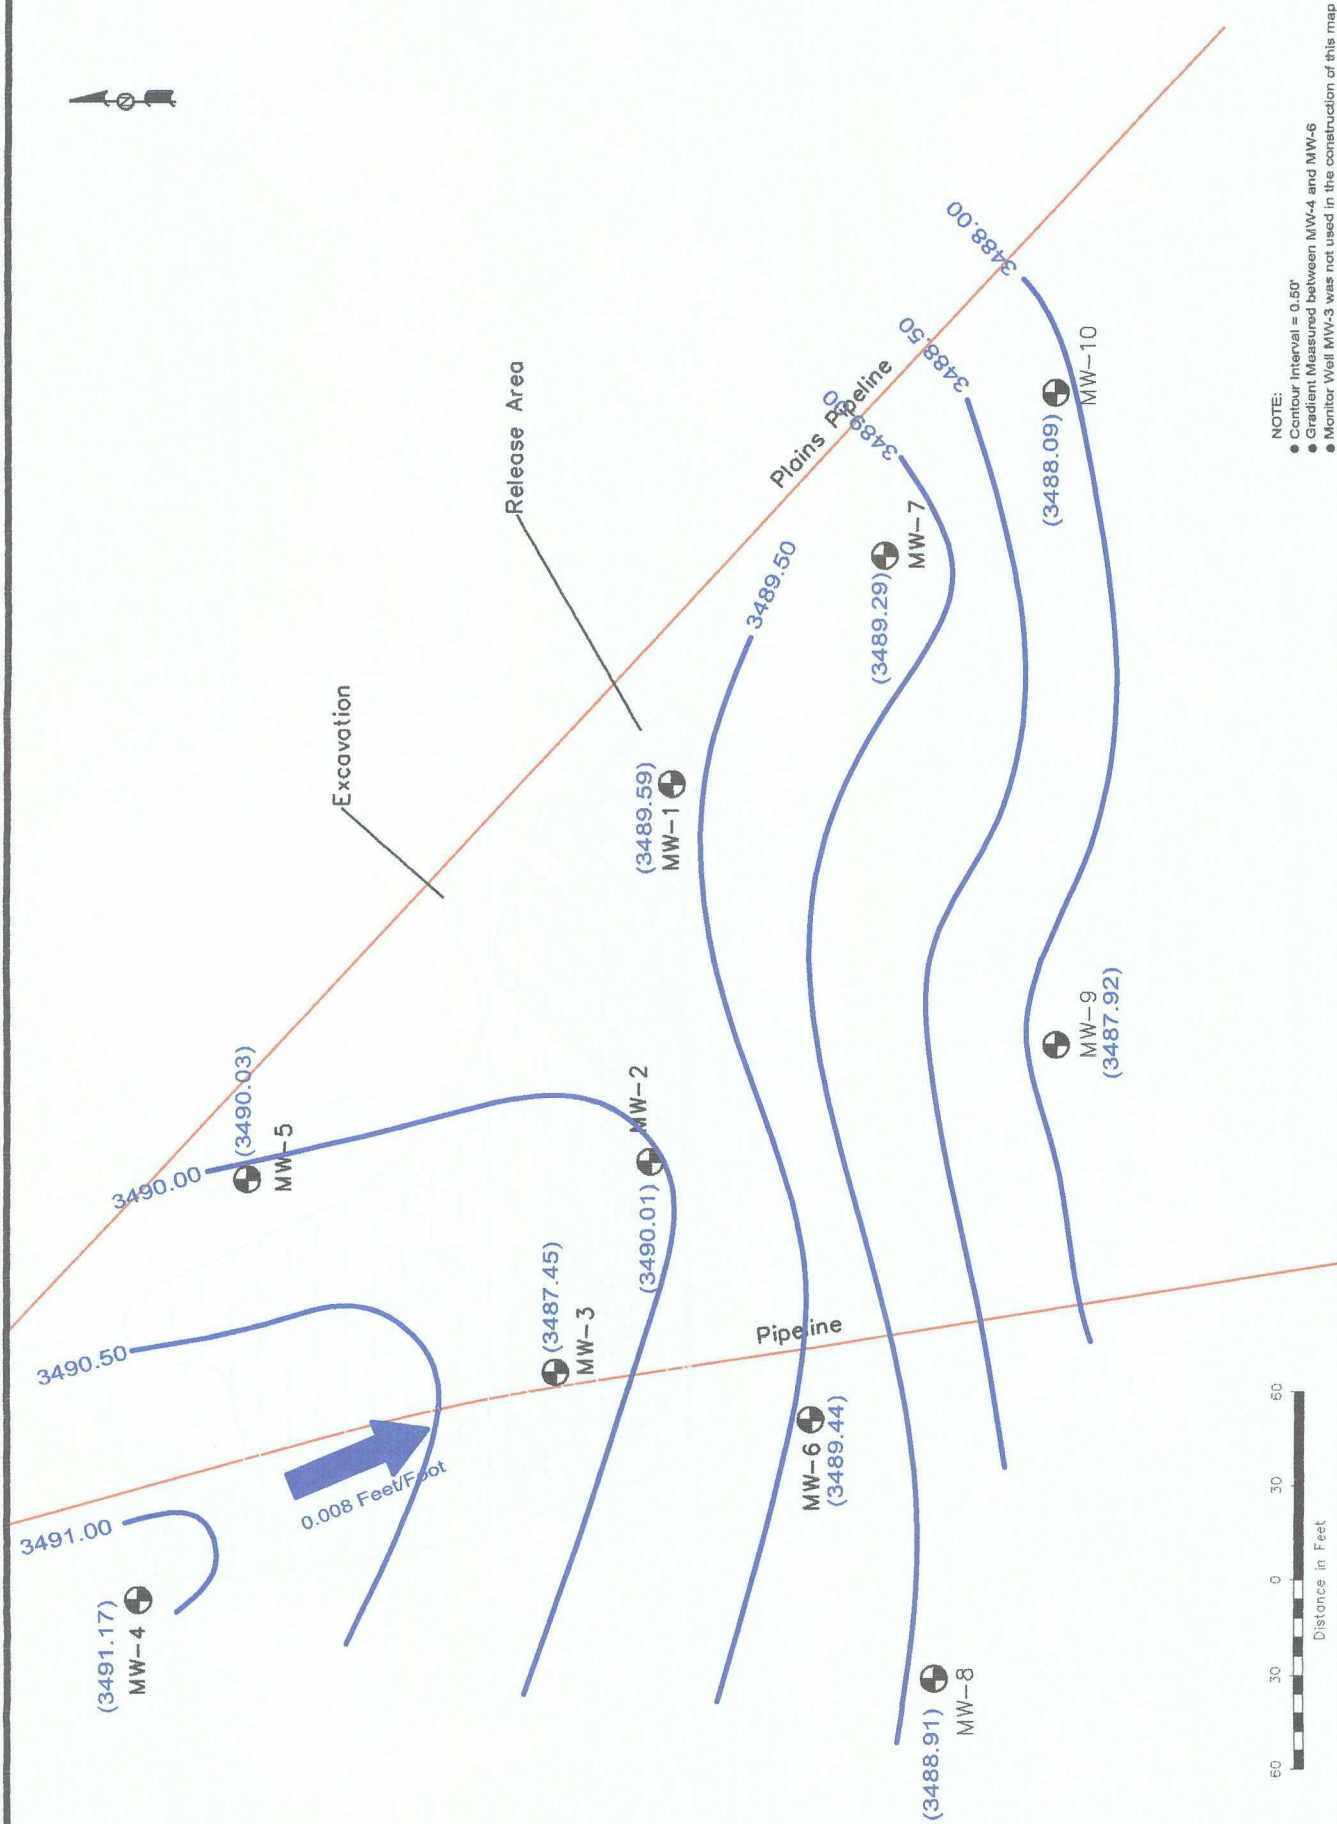 N
Excavation
Release Area
3491.00
3490.50
3490.00
(3491.17)
MW-4
(3490.03)
MW-5
0.008 Feet/Foot
(3487.45)
MW-3
MW-2
(3490.01)
(3489.59)
MW-1
3489.50
Plains Pipeline
3489.00
3488.50
3488.00
Pipeline
MW-6
(3489.44)
(3489.29)
MW-7
(3488.91)
MW-8
MW-9
(3487.92)
(3488.09)
MW-10
60
30
0
30
60
Distance in Feet
NOTE:
● Contour Interval = 0.50'
● Gradient Measured between MW-4 and MW-6
● Monitor Well MW-3 was not used in the construction of this map